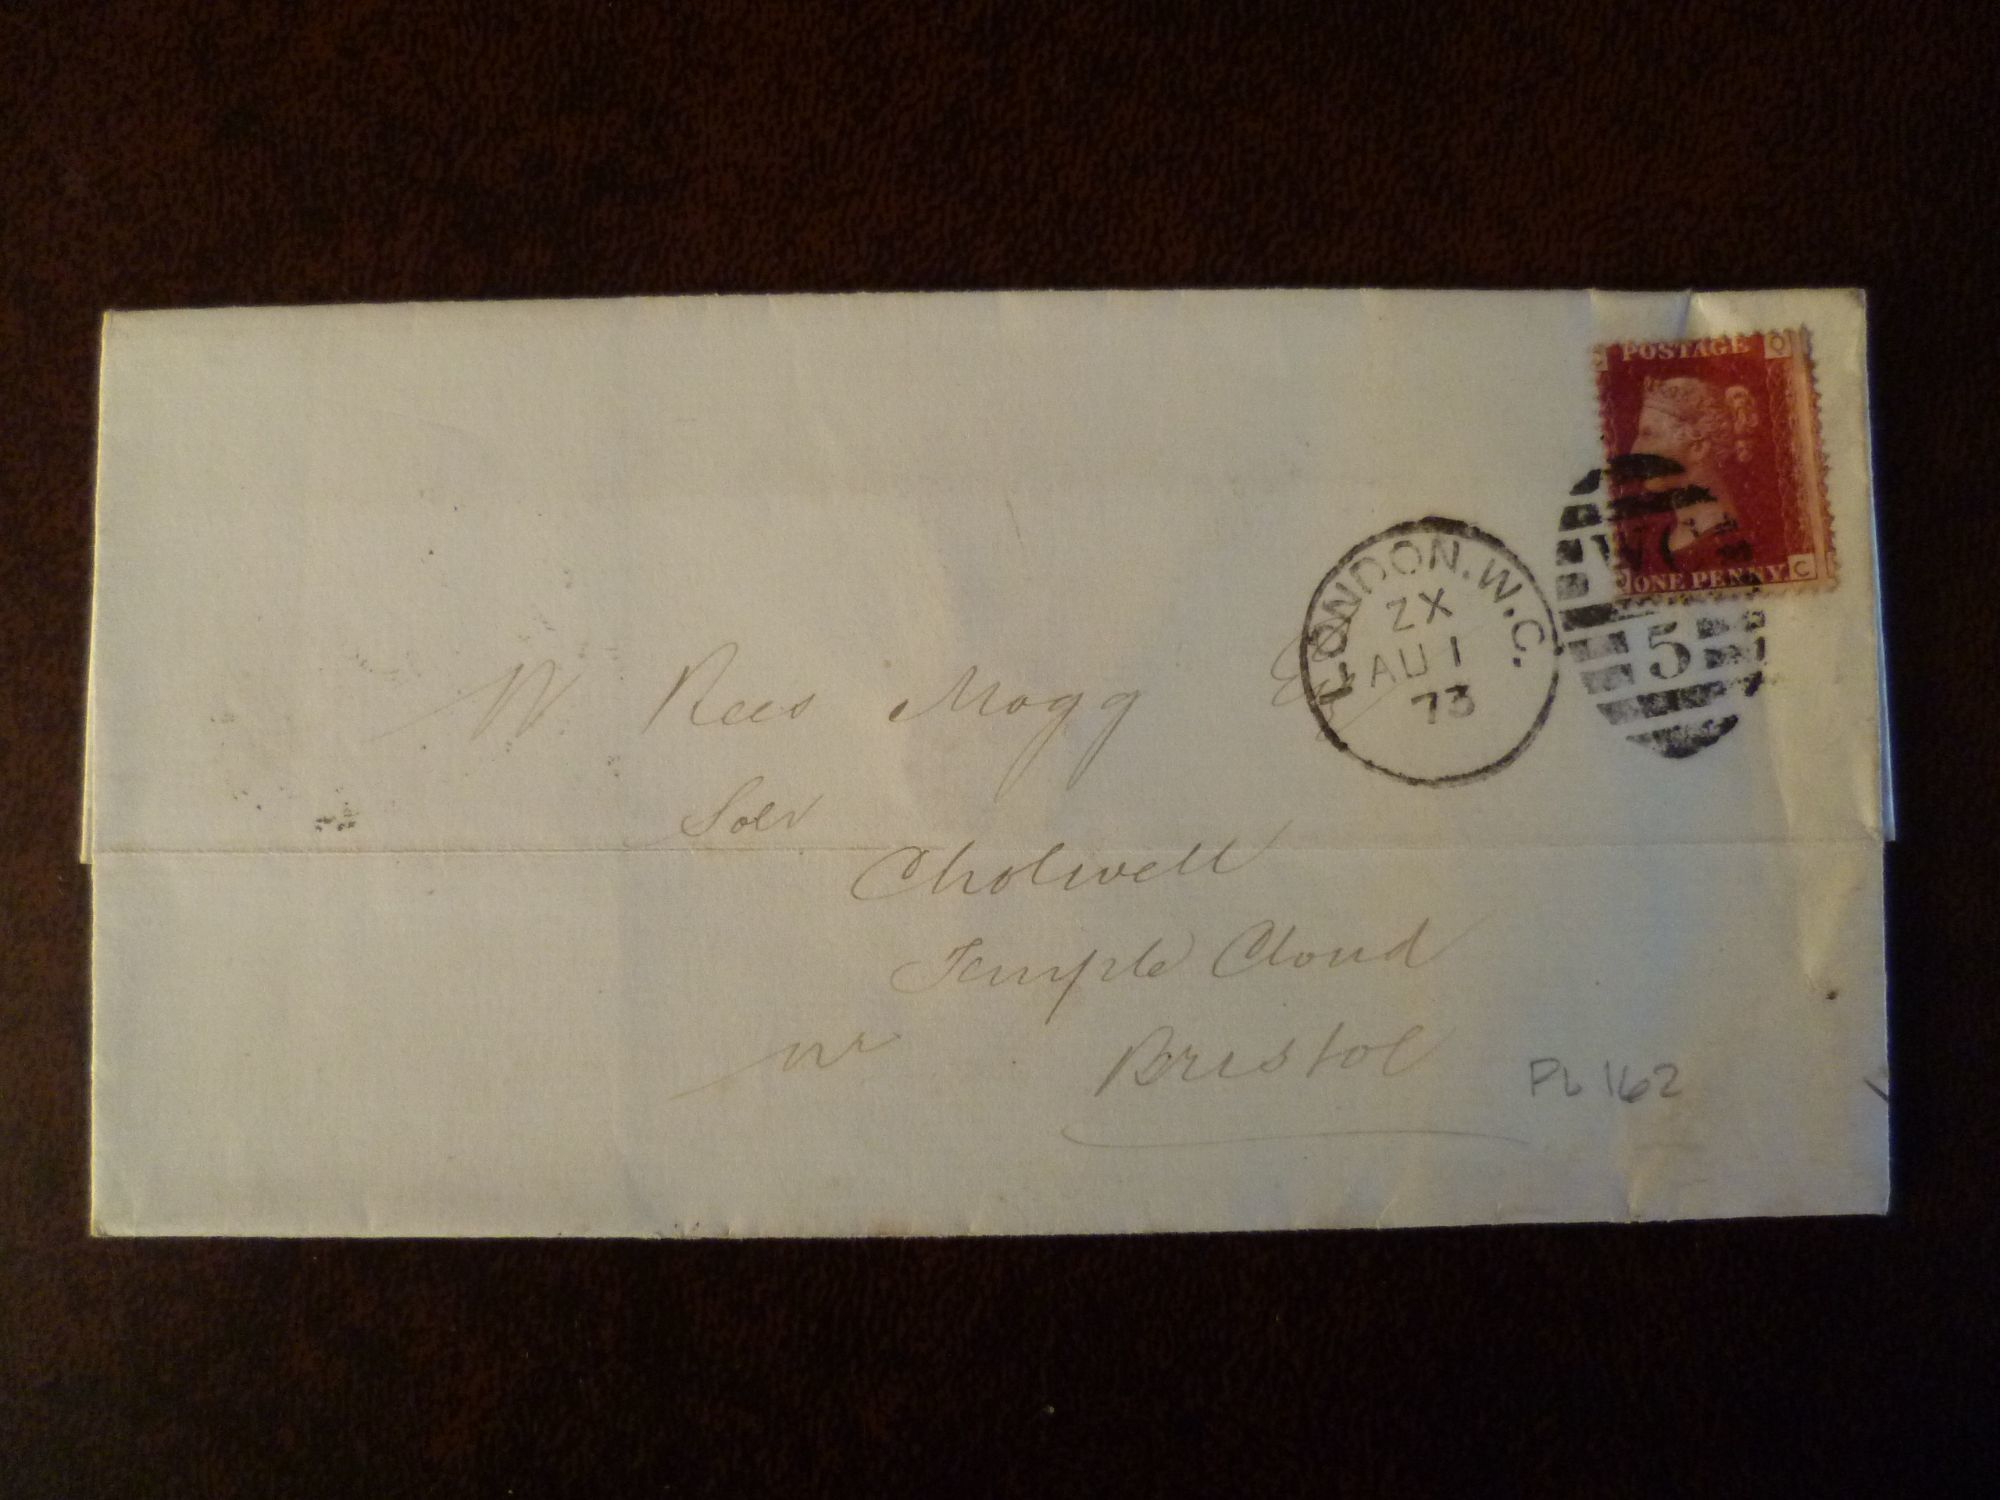 POSTAGE O
WC
ONE PENNY C
5
LONDON.W.C.
ZX
AU 1
73
W Rees Mogg
Solr
Cholwell
Temple Cloud
nr Bristol
PL 162